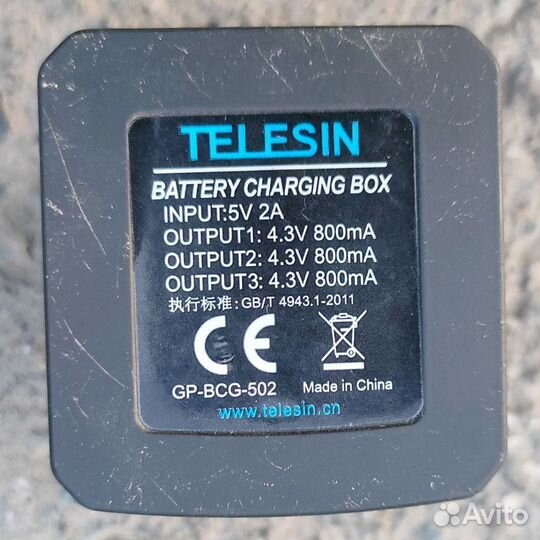 TELESIN
BATTERY CHARGING BOX
INPUT:5V 2A
OUTPUT1: 4.3V 800mA
OUTPUT2: 4.3V 800mA
OUTPUT3: 4.3V 800mA
执行标准: GB/T 4943.1-2011
CE
GP-BCG-502 Made in China
www.telesin.cn
Avito